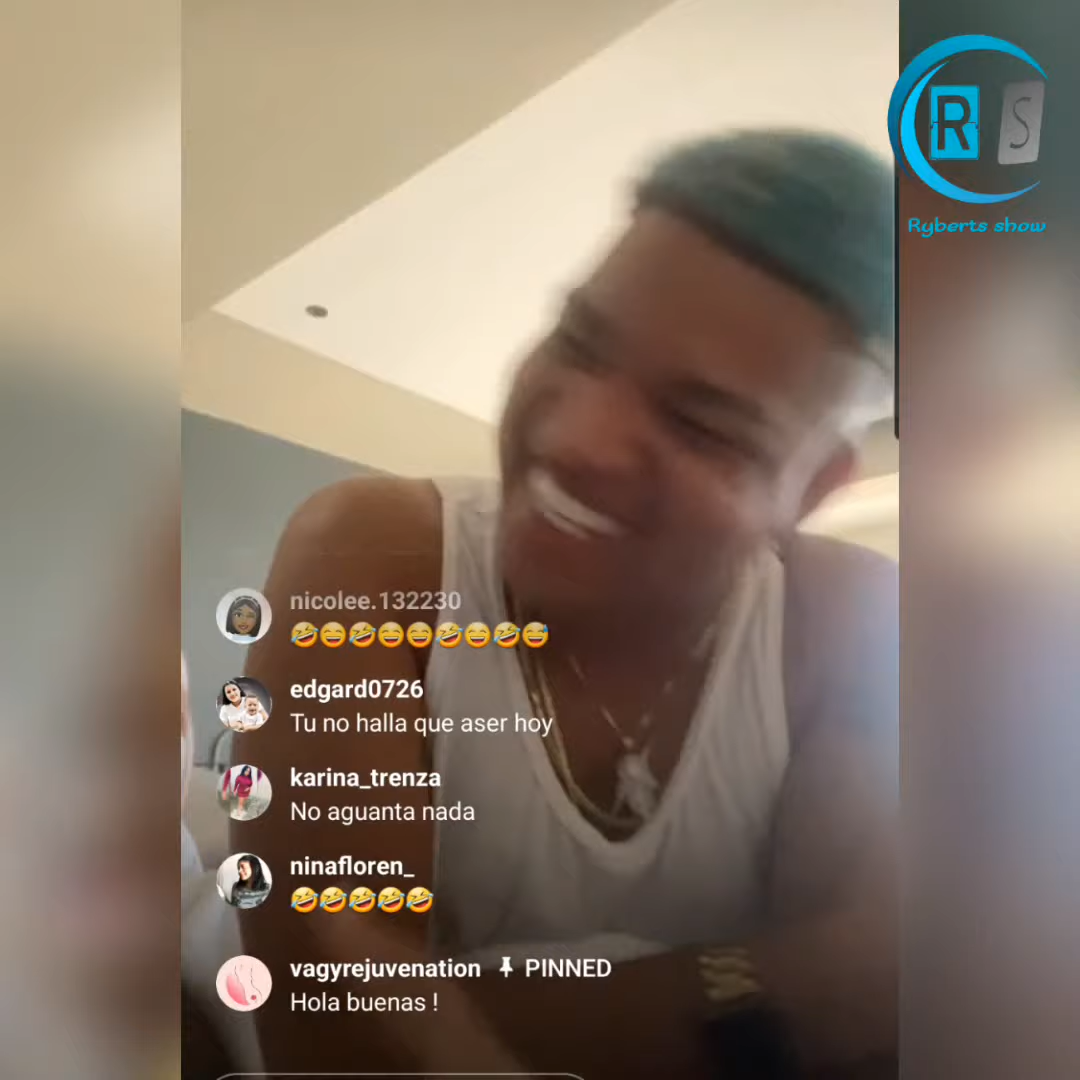 R S
Ryberts show
nicolee.132230
🤣😄🤣😄😄🤣😄🤣😅
edgard0726
Tu no halla que aser hoy
karina_trenza
No aguanta nada
ninafloren_
🤣🤣🤣🤣🤣
vagyrejuvenation PINNED
Hola buenas !